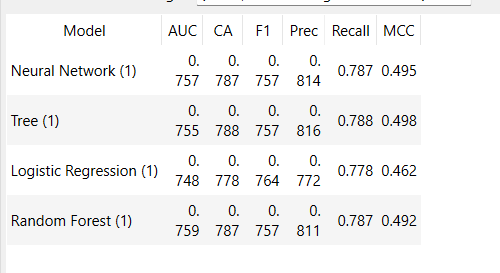 Model AUC CA F1 Prec Recall MCC
Neural Network (1) 0.757 0.787 0.757 0.814 0.787 0.495
Tree (1) 0.755 0.788 0.757 0.816 0.788 0.498
Logistic Regression (1) 0.748 0.778 0.764 0.772 0.778 0.462
Random Forest (1) 0.759 0.787 0.757 0.811 0.787 0.492